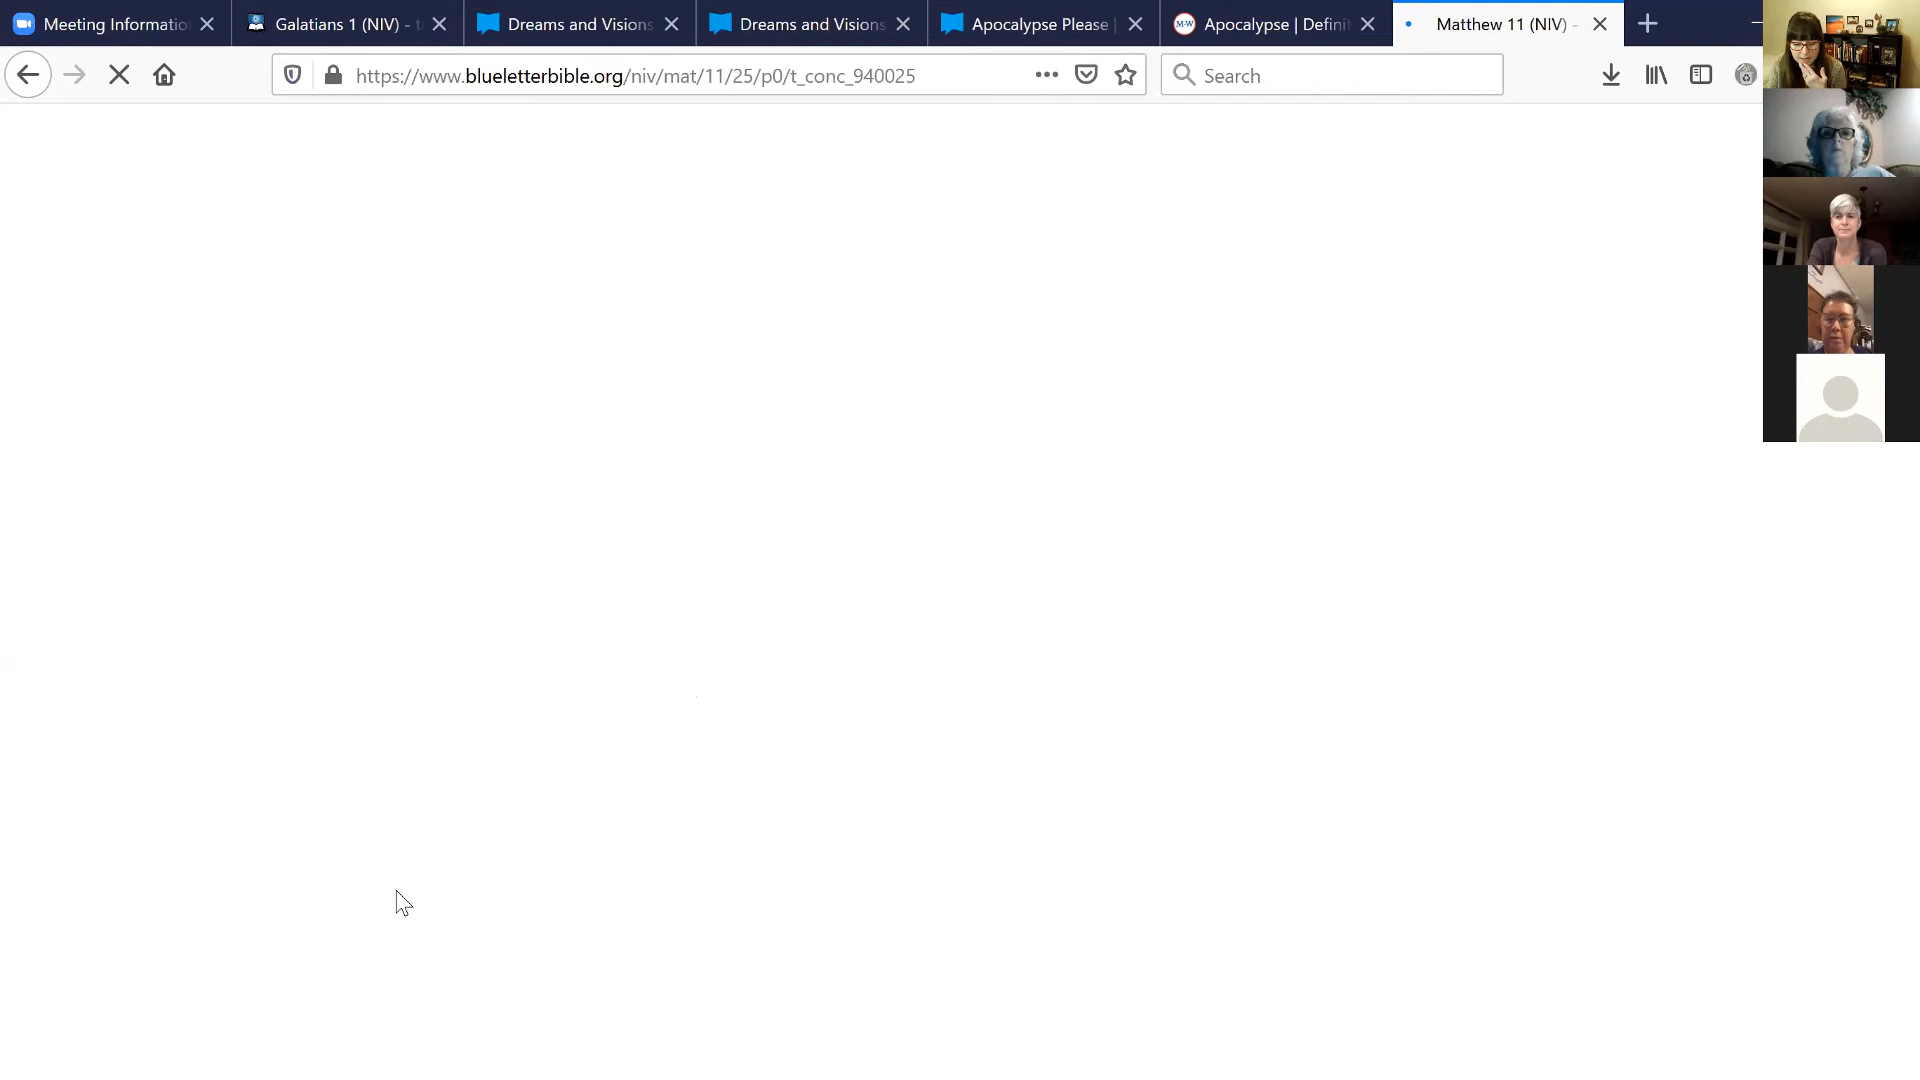 Meeting Informatio
Galatians 1 (NIV) - t
Dreams and Visions
Dreams and Visions
Apocalypse Please |
M-W
Apocalypse | Definit
Matthew 11 (NIV) -
https://www.blueletterbible.org/niv/mat/11/25/p0/t_conc_940025
Search